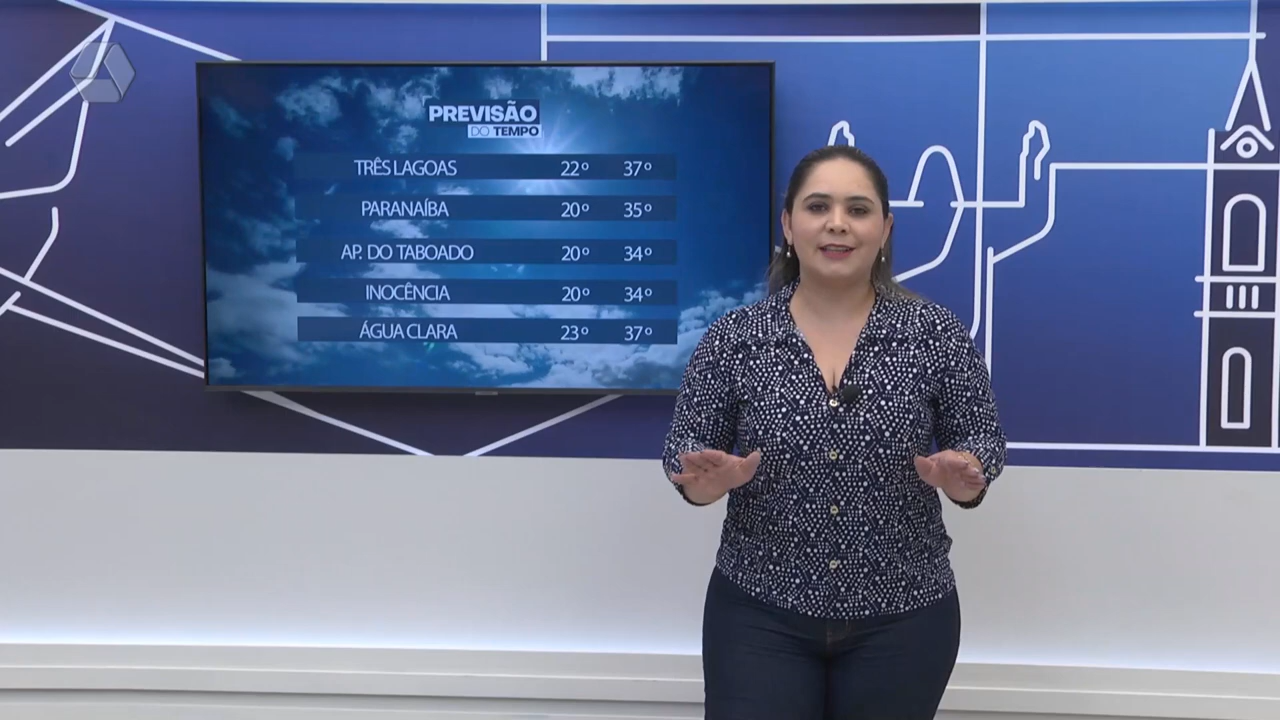 PREVISÃO
DO TEMPO
TRÊS LAGOAS 22º 37º
PARANAÍBA 20º 35º
AP. DO TABOADO 20º 34º
INOCÊNCIA 20º 34º
ÁGUA CLARA 23º 37º